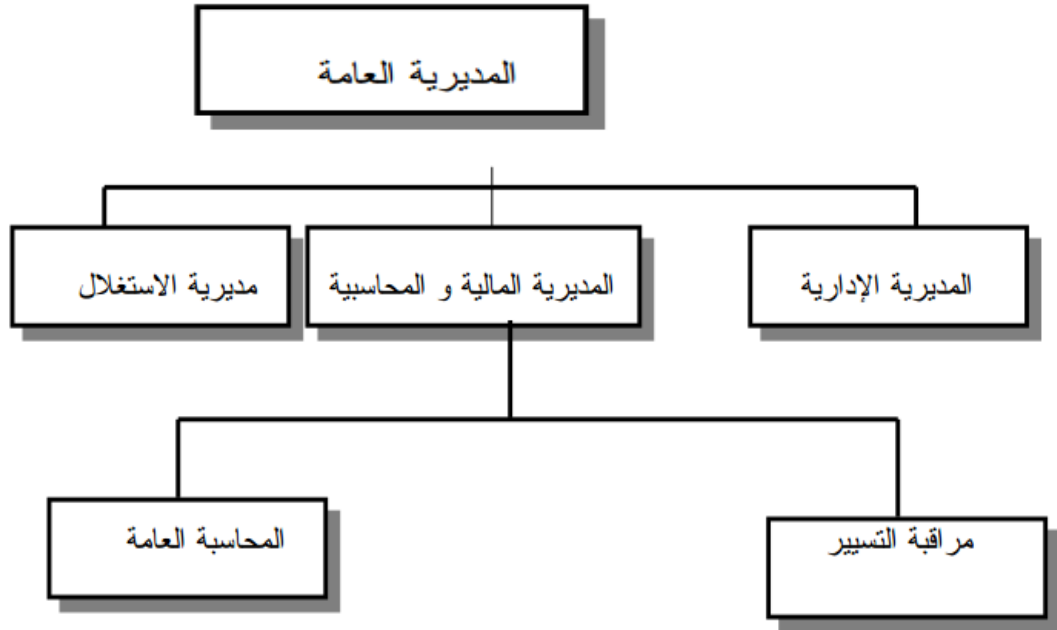 المديرية العامة
المديرية الإدارية
المديرية المالية و المحاسبية
مديرية الاستغلال
مراقبة التسيير
المحاسبة العامة